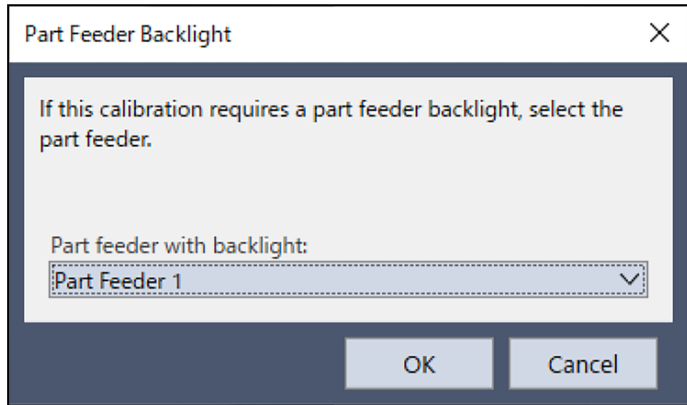 Part Feeder Backlight
If this calibration requires a part feeder backlight, select the
part feeder.
Part feeder with backlight:
Part Feeder 1
OK
Cancel